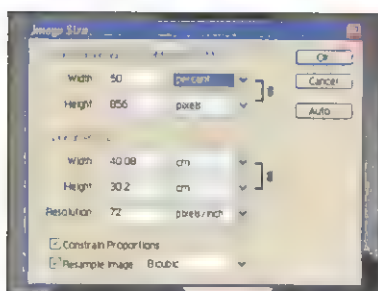 Image Size
OK
Width 50 percent
Cancel
Height 856 pixels
Auto
Width 40.08 cm
Height 30.2 cm
Resolution 72 pixels/inch
Constrain Proportions
Resample Image Bicubic